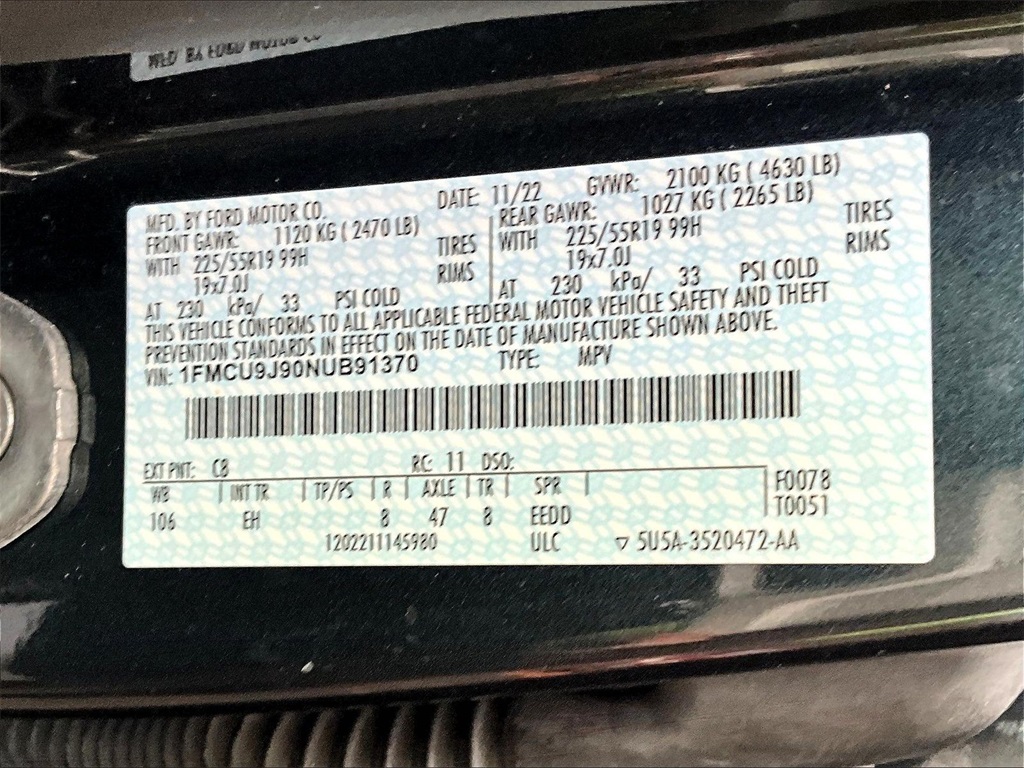 MFD. BY FORD MOTOR CO. DATE: 11/22 GVWR: 2100 KG ( 4630 LB)
FRONT GAWR: 1120 KG ( 2470 LB) REAR GAWR: 1027 KG ( 2265 LB)
WITH 225/55R19 99H TIRES WITH 225/55R19 99H TIRES
19x7.0J RIMS 19x7.0J RIMS
AT 230 kPa/ 33 PSI COLD AT 230 kPa/ 33 PSI COLD
THIS VEHICLE CONFORMS TO ALL APPLICABLE FEDERAL MOTOR VEHICLE SAFETY AND THEFT
PREVENTION STANDARDS IN EFFECT ON THE DATE OF MANUFACTURE SHOWN ABOVE.
VIN: 1FMCU9J90NUB91370 TYPE: MPV
EXT PNT: C8 RC: 11 DSO:
WB INT TR TP/PS R AXLE TR SPR F0078
106 EH 8 47 8 EEDD T0051
1202211145980 ULC ▽ 5U5A-3520472-AA